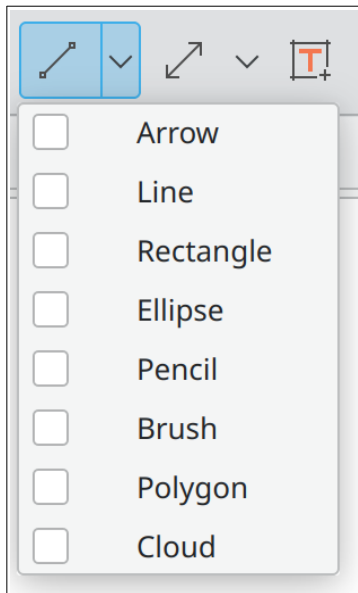 T
Arrow
Line
Rectangle
Ellipse
Pencil
Brush
Polygon
Cloud